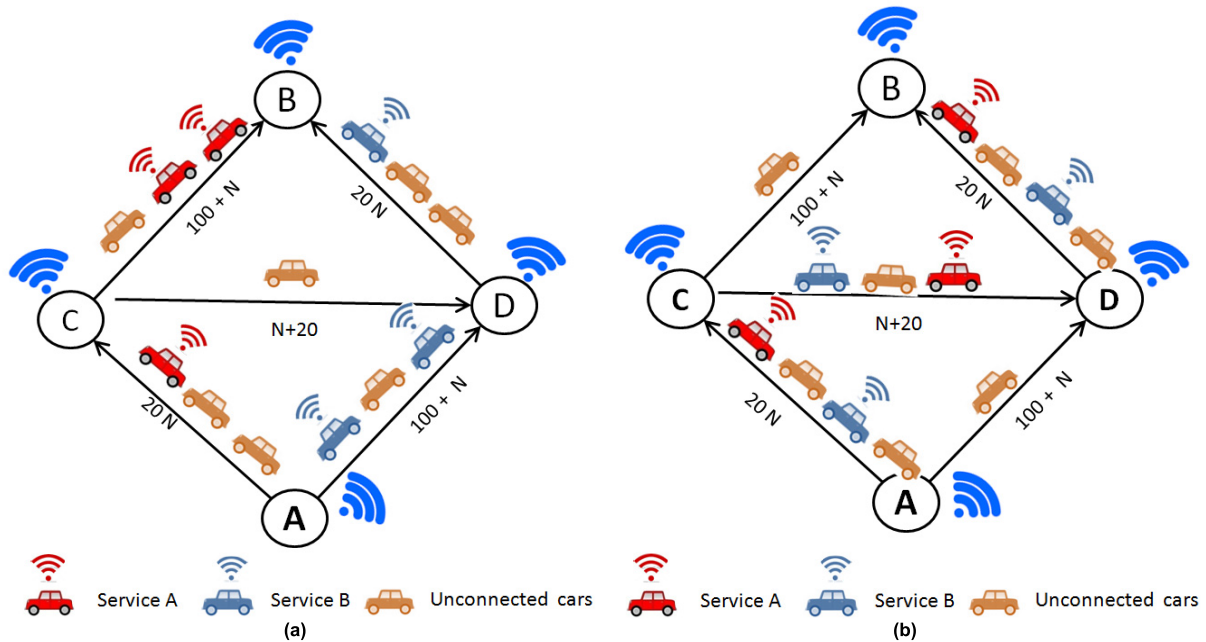 B
100 + N
20 N
C
D
N+20
20 N
100 + N
A
Service A
Service B
Unconnected cars
(a)
B
100 + N
20 N
C
D
N+20
20 N
100 + N
A
Service A
Service B
Unconnected cars
(b)